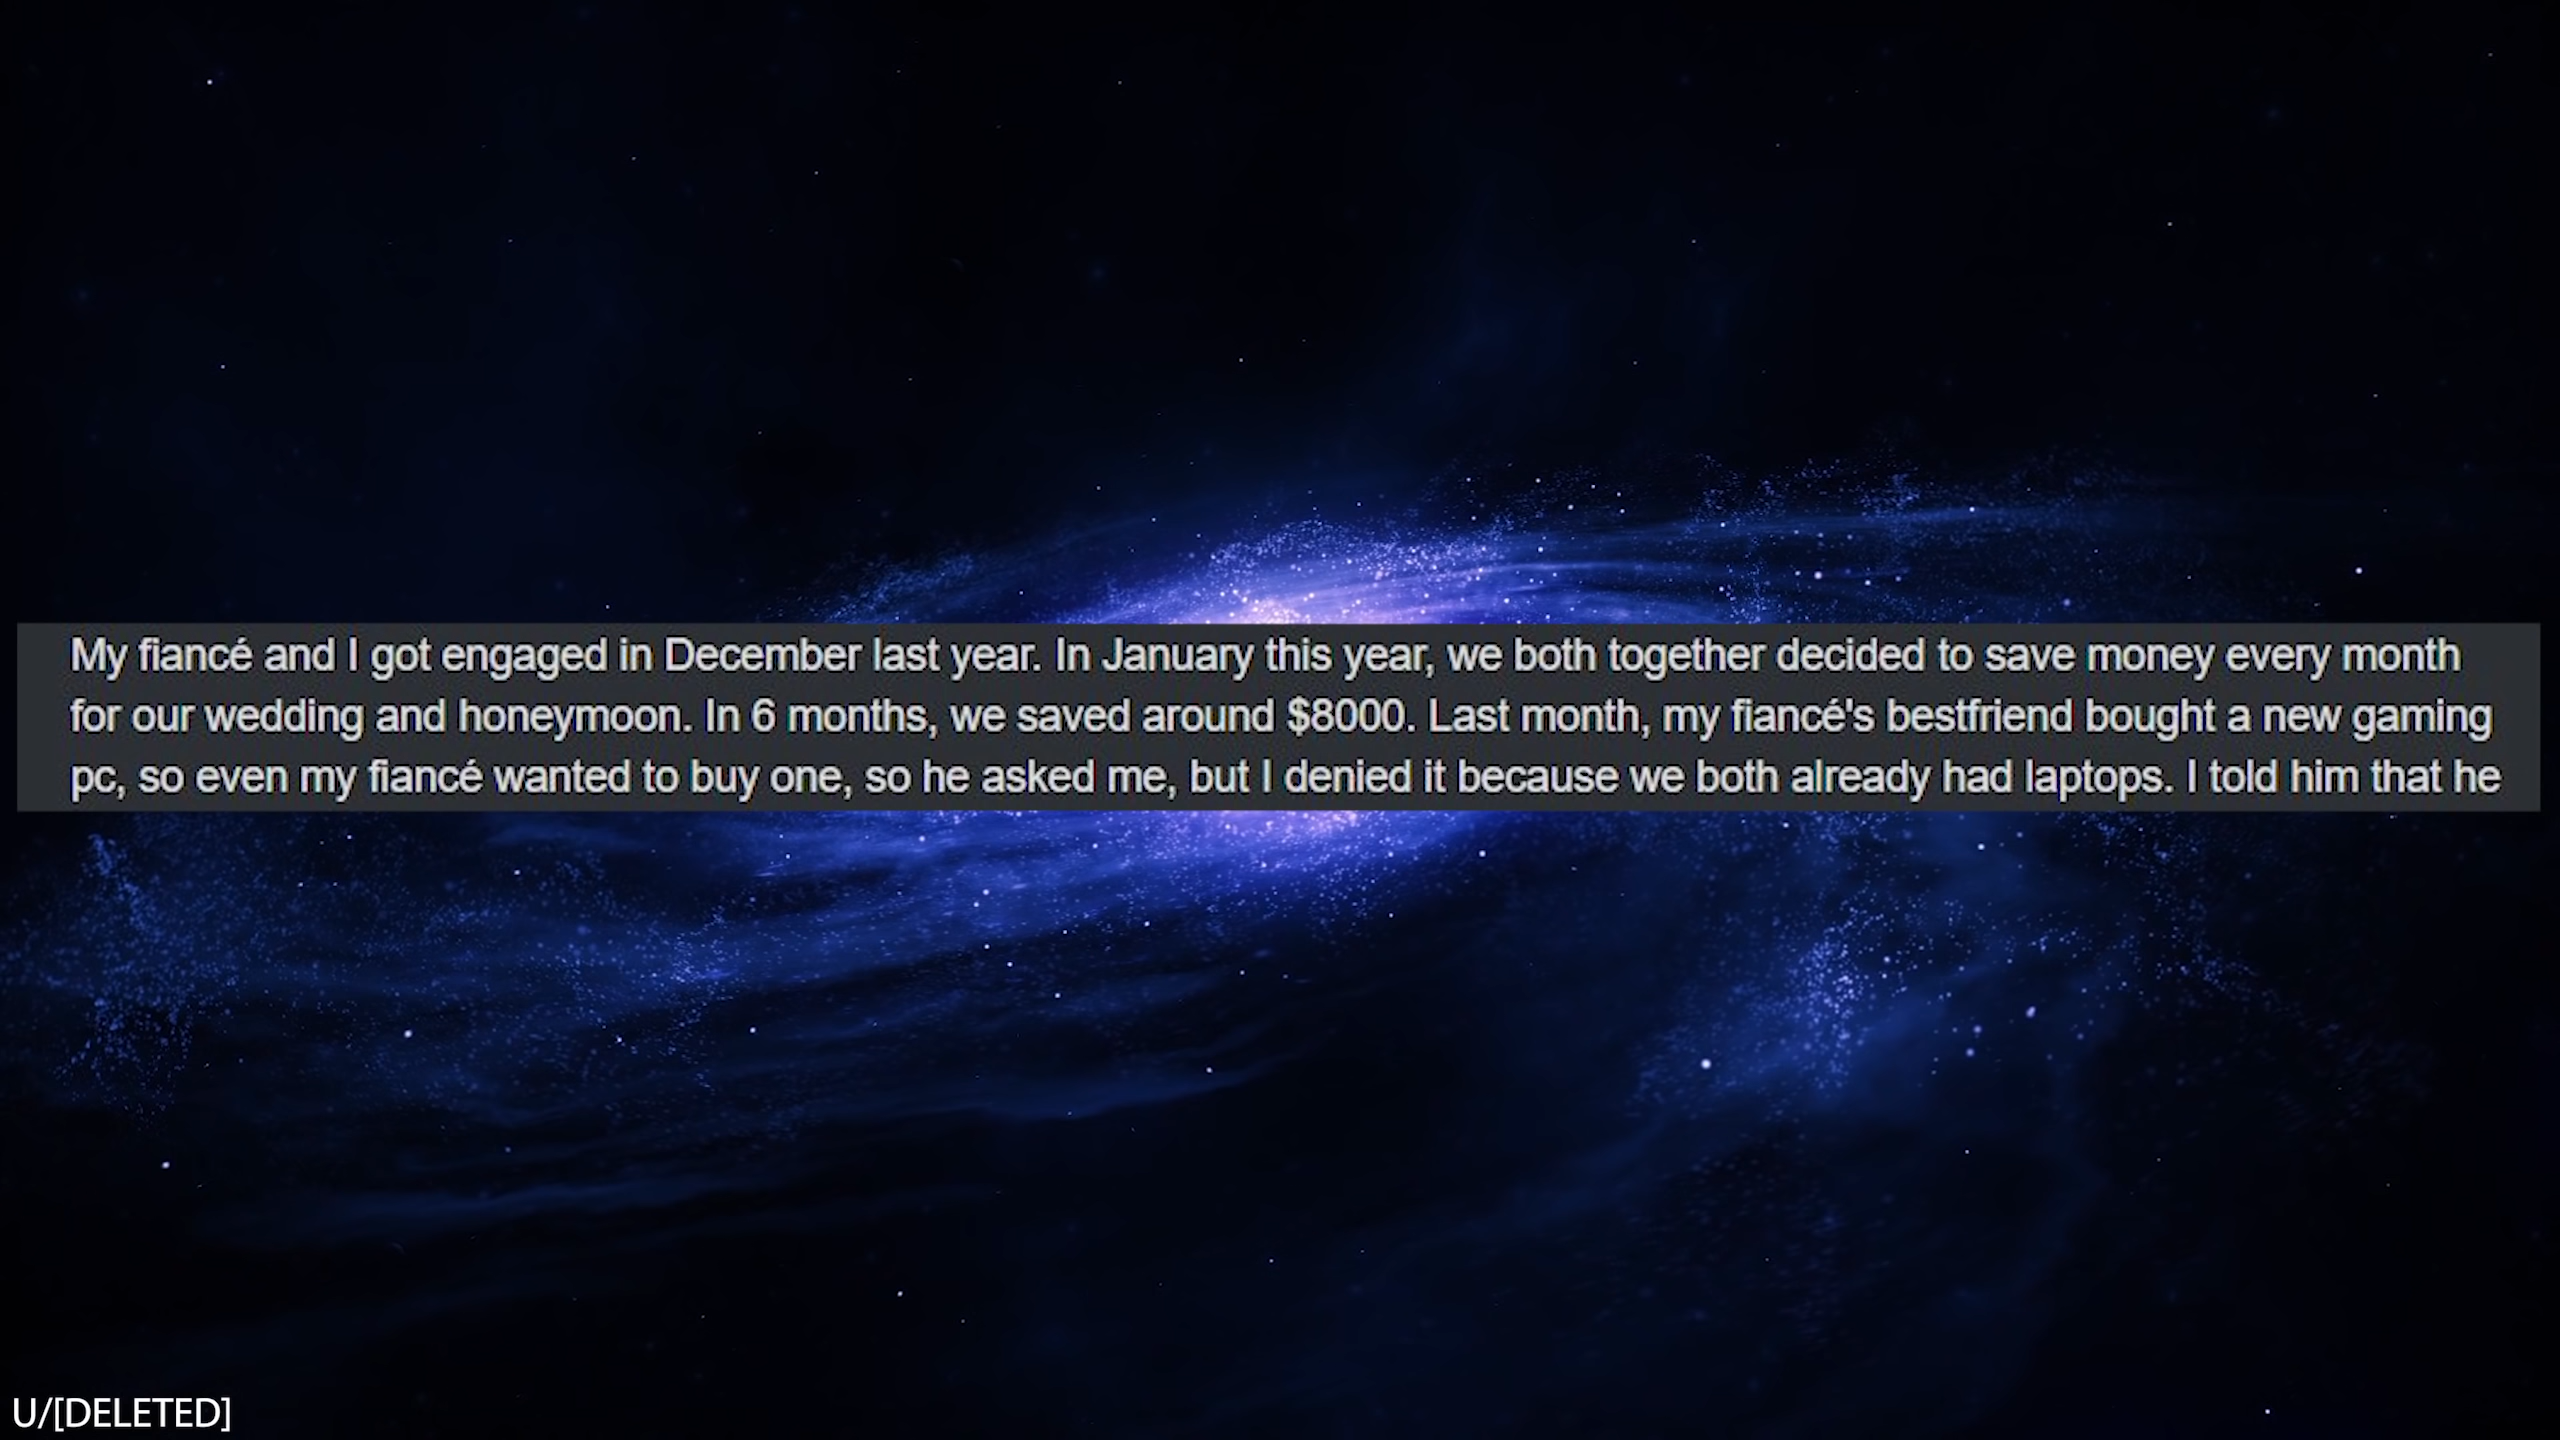 My fiancé and I got engaged in December last year. In January this year, we both together decided to save money every month
for our wedding and honeymoon. In 6 months, we saved around $8000. Last month, my fiancé's bestfriend bought a new gaming
pc, so even my fiancé wanted to buy one, so he asked me, but I denied it because we both already had laptops. I told him that he
U/[DELETED]